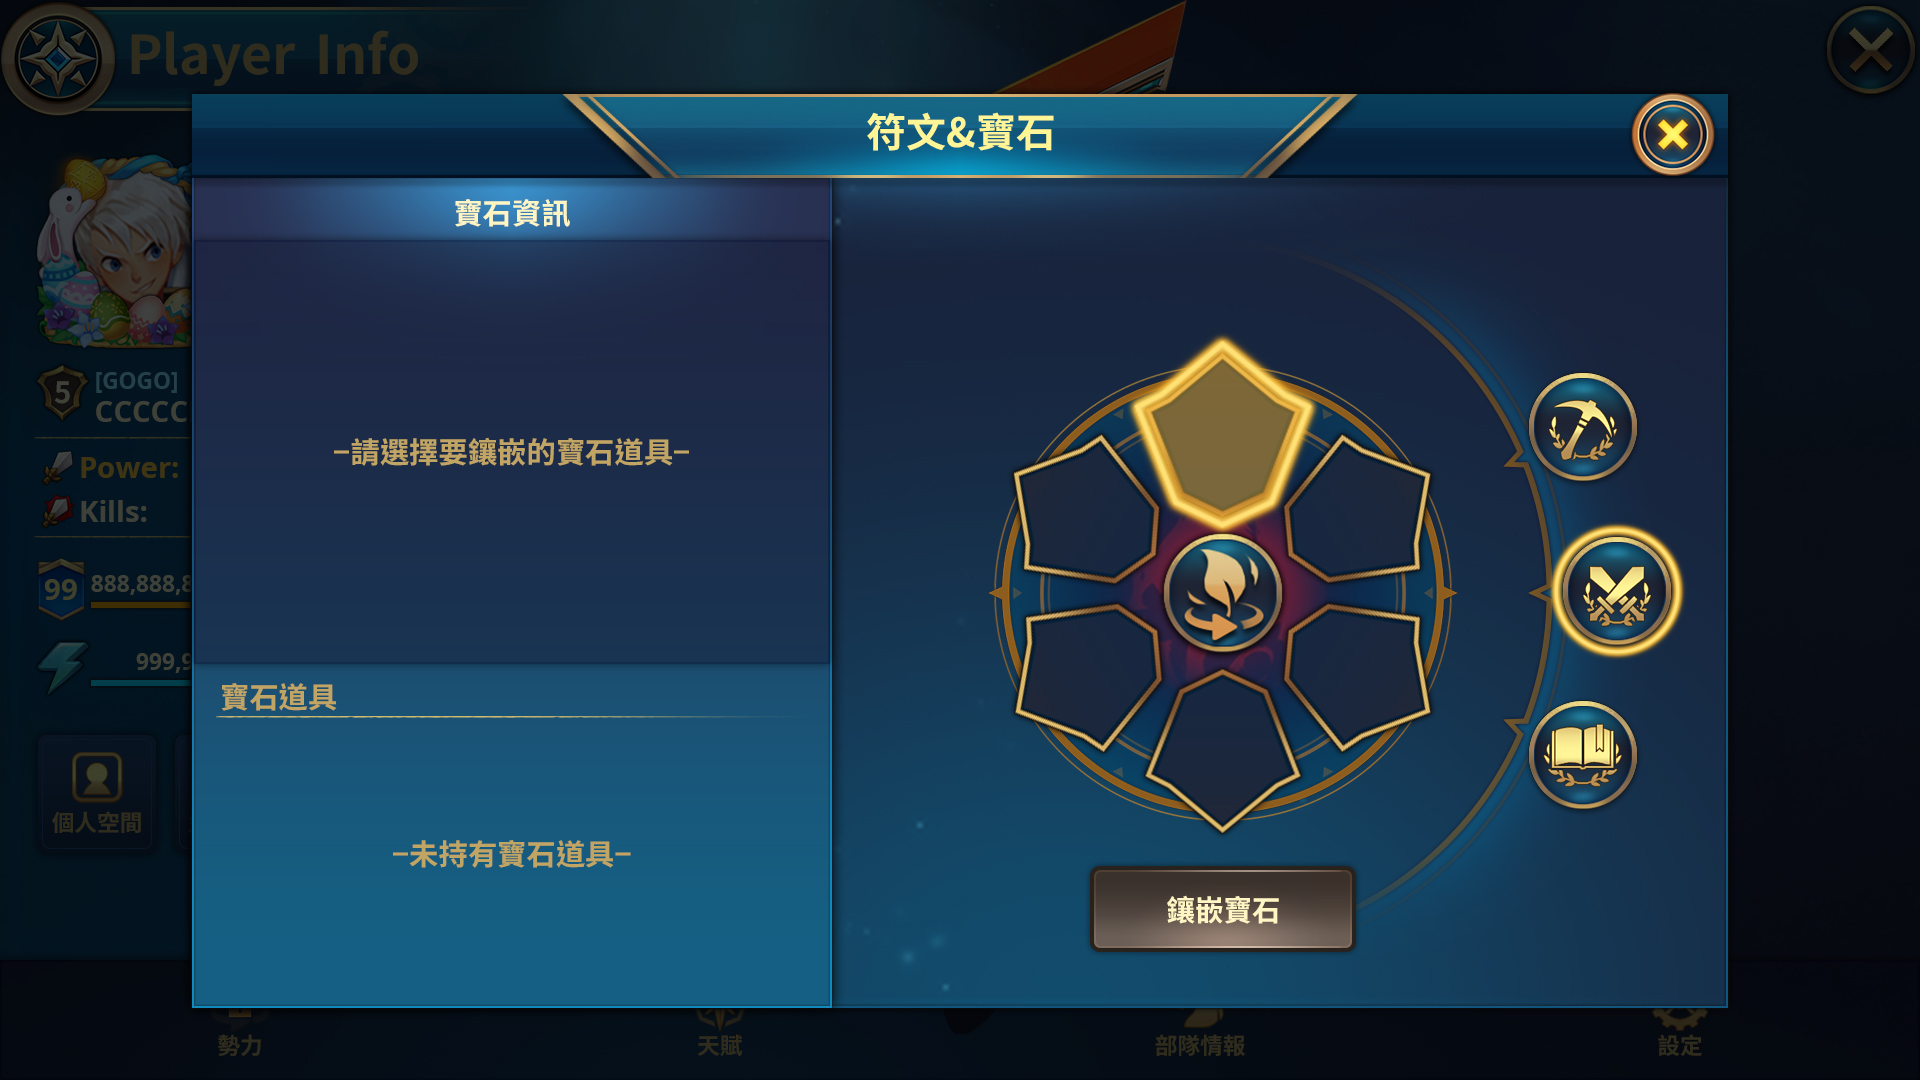 Player Info
符文&寶石
寶石資訊
–請選擇要鑲嵌的寶石道具–
5
[GOGO]
CCCCC
Power:
Kills:
99
888,888,8
999,9
寶石道具
–未持有寶石道具–
個人空間
鑲嵌寶石
勢力
天賦
部隊情報
設定